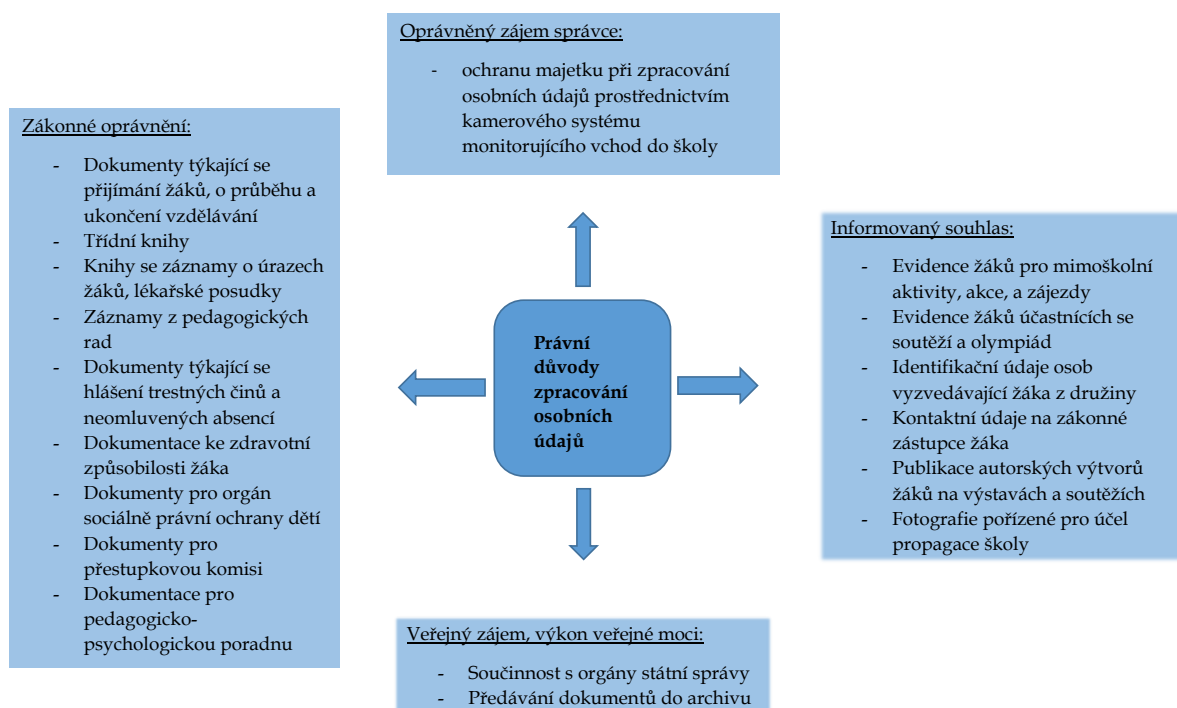 Oprávněný zájem správce:
- ochranu majetku při zpracování
osobních údajů prostřednictvím
kamerového systému
monitorujícího vchod do školy
Zákonné oprávnění:
- Dokumenty týkající se
přijímání žáků, o průběhu a
ukončení vzdělávání
- Třídní knihy
- Knihy se záznamy o úrazech
žáků, lékařské posudky
- Záznamy z pedagogických
rad
- Dokumenty týkající se
hlášení trestných činů a
neomluvených absencí
- Dokumentace ke zdravotní
způsobilosti žáka
- Dokumenty pro orgán
sociálně právní ochrany dětí
- Dokumenty pro
přestupkovou komisi
- Dokumentace pro
pedagogicko-
psychologickou poradnu
Právní
důvody
zpracování
osobních
údajů
Informovaný souhlas:
- Evidence žáků pro mimoškolní
aktivity, akce, a zájezdy
- Evidence žáků účastnících se
soutěží a olympiád
- Identifikační údaje osob
vyzvedávající žáka z družiny
- Kontaktní údaje na zákonné
zástupce žáka
- Publikace autorských výtvorů
žáků na výstavách a soutěžích
- Fotografie pořízené pro účel
propagace školy
Veřejný zájem, výkon veřejné moci:
- Součinnost s orgány státní správy
- Předávání dokumentů do archivu